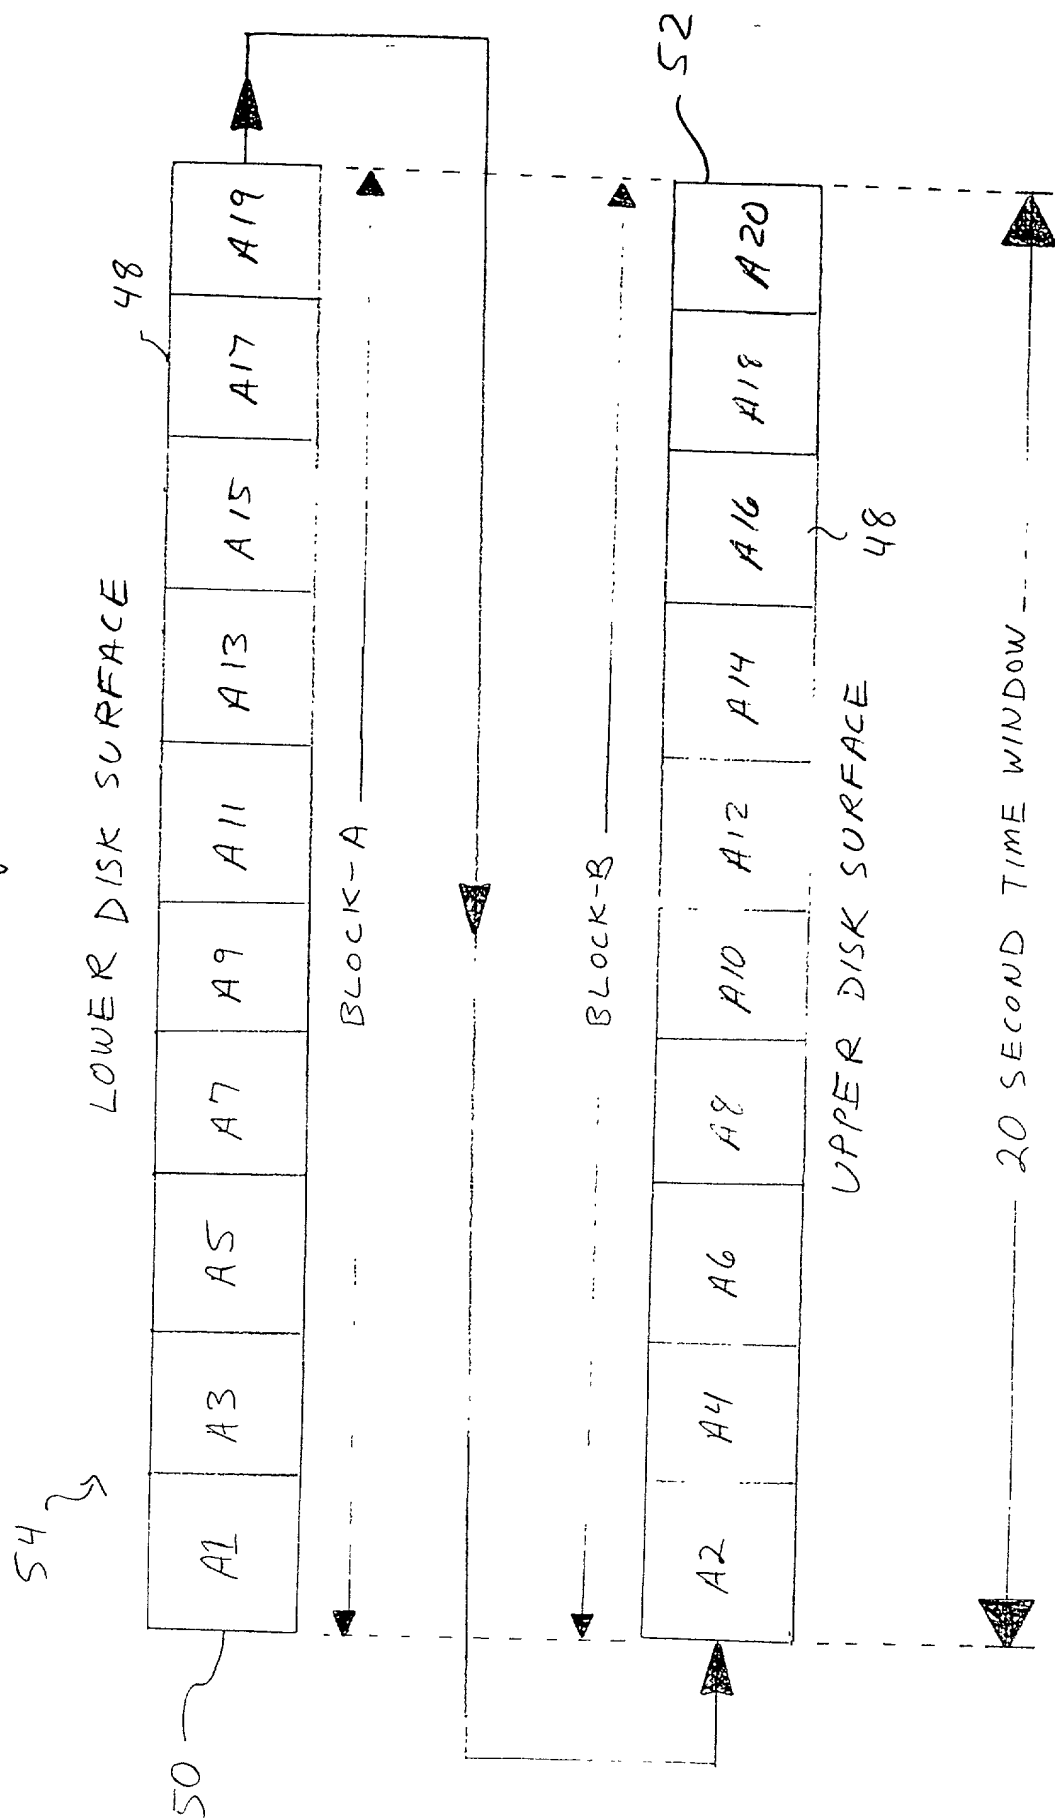 54
LOWER DISK SURFACE
48
50
A1 A3 A5 A7 A9 A11 A13 A15 A17 A19
BLOCK-A
BLOCK-B
52
A2 A4 A6 A8 A10 A12 A14 A16 A18 A20
48
UPPER DISK SURFACE
20 SECOND TIME WINDOW